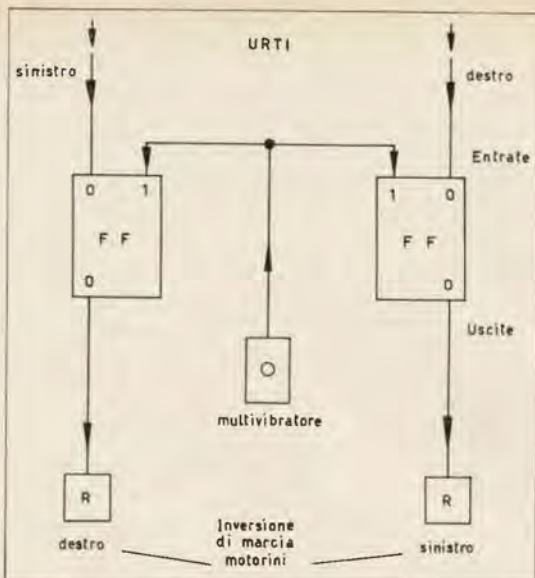 URTI
sinistro
destro
Entrate
0 1
1 0
F F
F F
0
0
Uscite
multivibratore
R
R
destro
Inversione
di marcia
motorini
sinistro